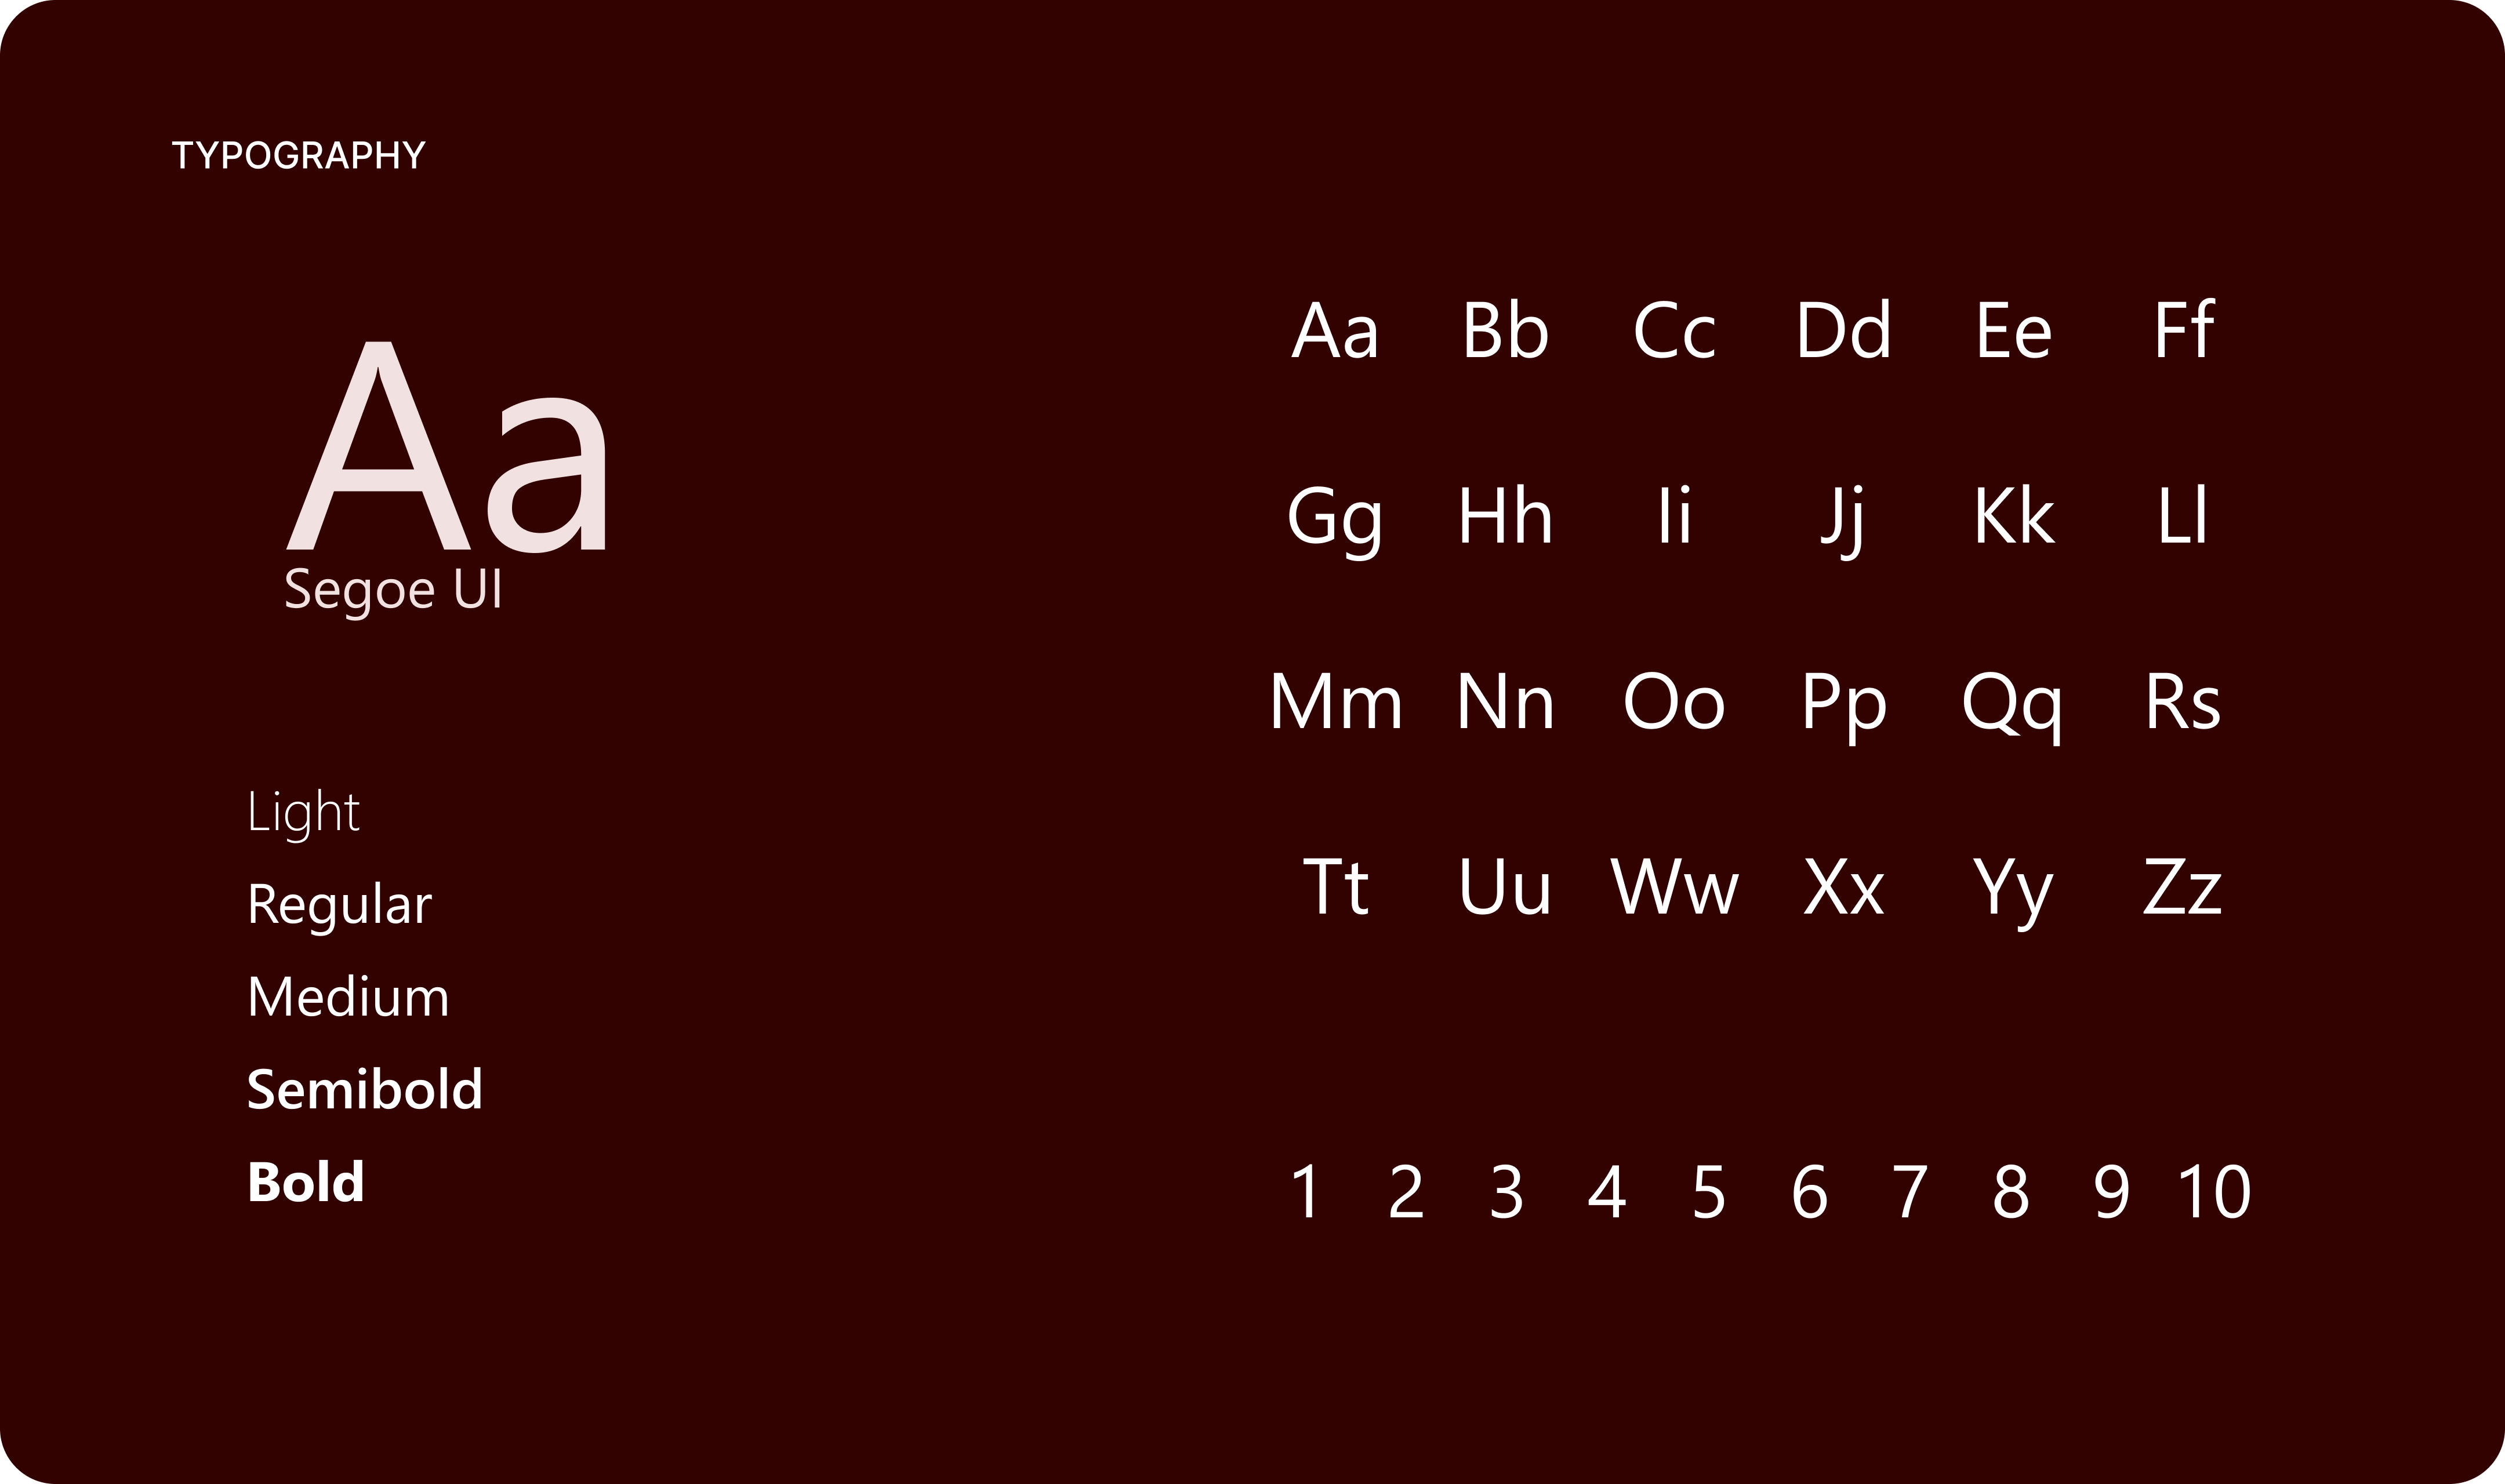 TYPOGRAPHY
Aa
Segoe UI
Light
Regular
Medium
Semibold
Bold
Aa Bb Cc Dd Ee Ff
Gg Hh Ii Jj Kk Ll
Mm Nn Oo Pp Qq Rs
Tt Uu Ww Xx Yy Zz
1 2 3 4 5 6 7 8 9 10